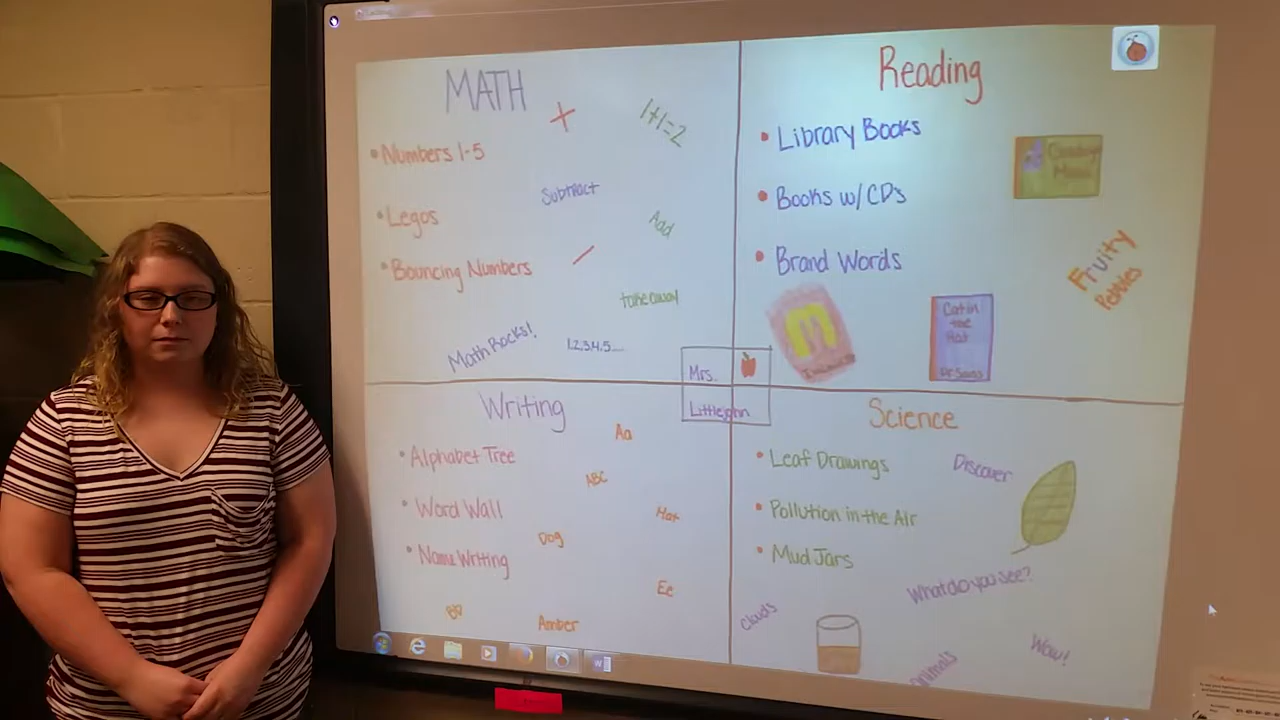 MATH
+
1+1=2
• Numbers 1-5
Subtract
• Legos
Add
• Bouncing Numbers
take away
Math Rocks!
1,2,3,4,5....
Reading
• Library Books
• Books w/CDs
• Brand Words
Fruity
Pebbles
Cat in
the
Hat
Dr Seuss
Mrs.
Littlejohn
Writing
Aa
• Alphabet Tree
ABC
• Word Wall
Hat
Dog
• Name Writing
Ee
Amber
Science
• Leaf Drawings
Discover
• Pollution in the Air
• Mud Jars
What do you see?
Clouds
Wow!
animals